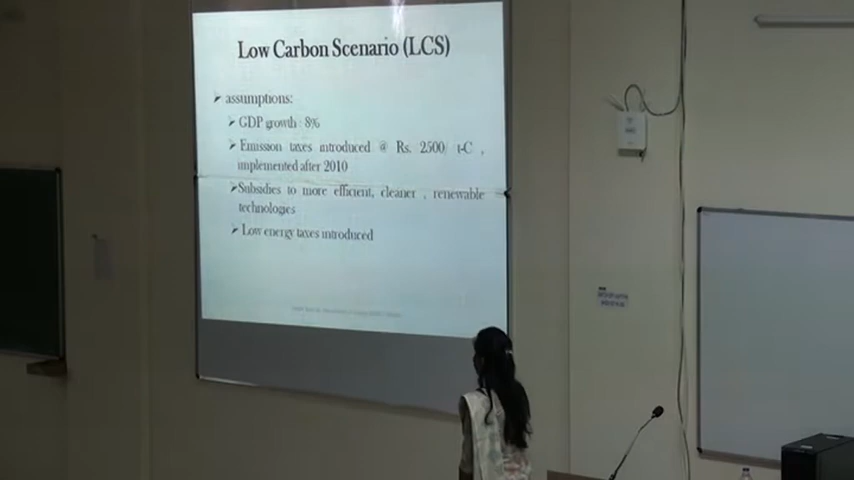 Low Carbon Scenario (LCS)
➤ assumptions:
➤ GDP growth : 8%
➤ Emission taxes introduced @ Rs. 2500 t-C ,
implemented after 2010
➤Subsidies to more efficient, cleaner , renewable
technologies
➤ Low energy taxes introduced